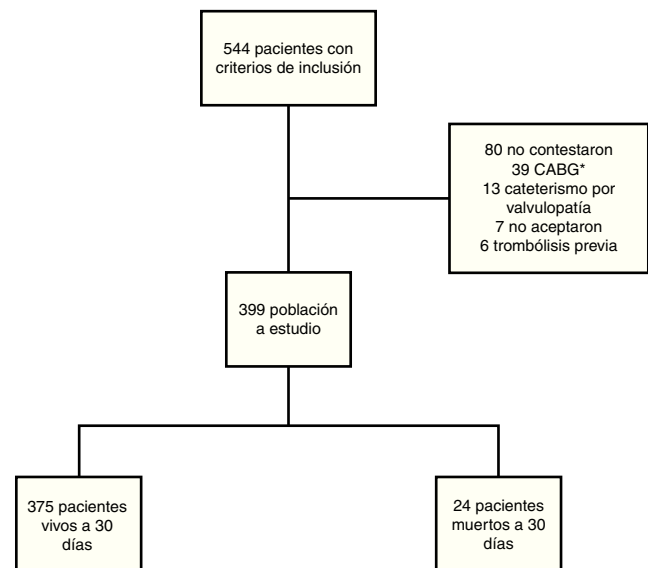 544 pacientes con
criterios de inclusión
80 no contestaron
39 CABG*
13 cateterismo por
valvulopatía
7 no aceptaron
6 trombólisis previa
399 población
a estudio
375 pacientes
vivos a 30
días
24 pacientes
muertos a 30
días